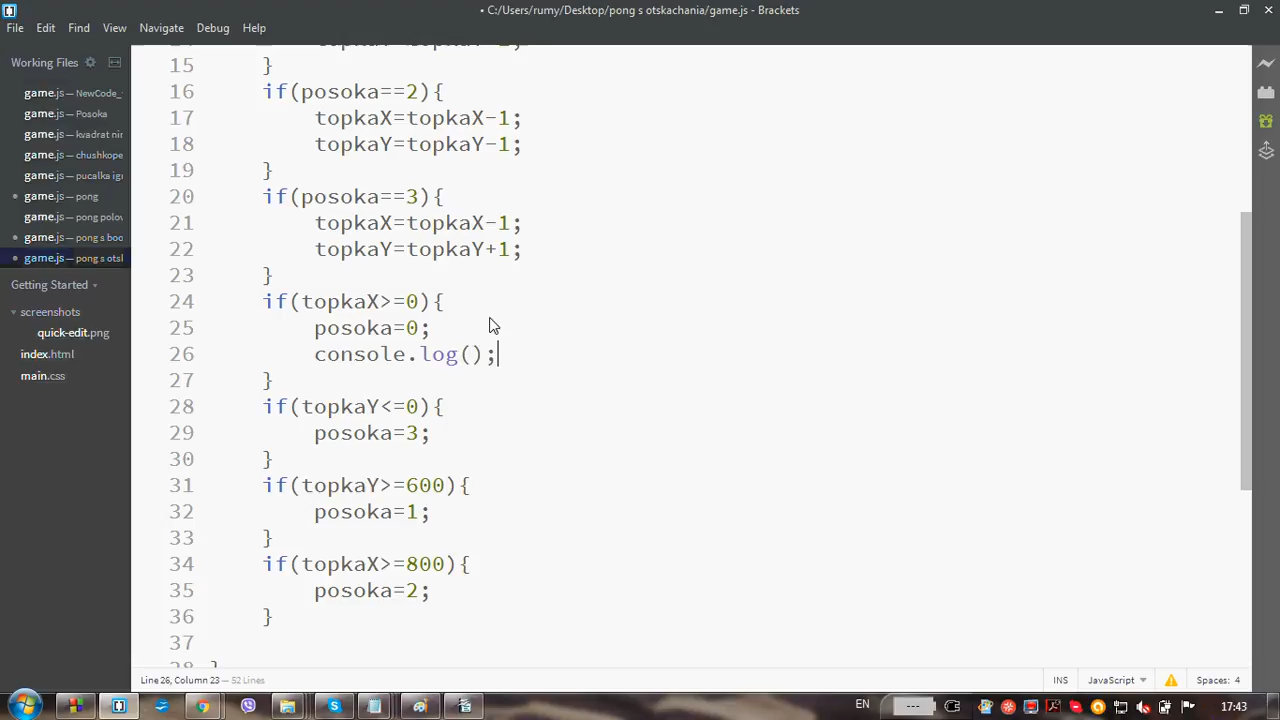 • C:/Users/rumy/Desktop/pong s otskachania/game.js - Brackets
File Edit Find View Navigate Debug Help
Working Files
game.js — NewCode_
game.js — Posoka
game.js — kvadrat nir
game.js — chushkope
game.js — pucalka ig
game.js — pong
game.js — pong polov
game.js — pong s boo
game.js — pong s otsl
Getting Started
screenshots
quick-edit.png
index.html
main.css
15 }
16 if(posoka==2){
17 topkaX=topkaX-1;
18 topkaY=topkaY-1;
19 }
20 if(posoka==3){
21 topkaX=topkaX-1;
22 topkaY=topkaY+1;
23 }
24 if(topkaX>=0){
25 posoka=0;
26 console.log();
27 }
28 if(topkaY<=0){
29 posoka=3;
30 }
31 if(topkaY>=600){
32 posoka=1;
33 }
34 if(topkaX>=800){
35 posoka=2;
36 }
37
Line 26, Column 23 — 52 Lines
INS JavaScript Spaces: 4
EN 17:43